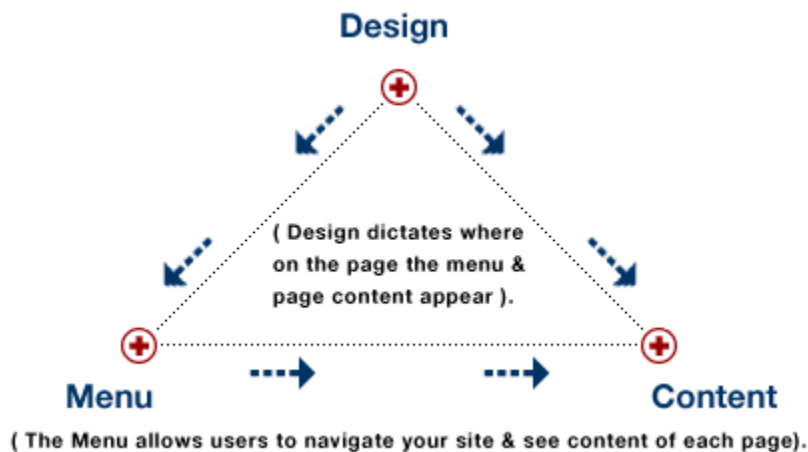 Design
( Design dictates where
on the page the menu &
page content appear ).
Menu
Content
( The Menu allows users to navigate your site & see content of each page).